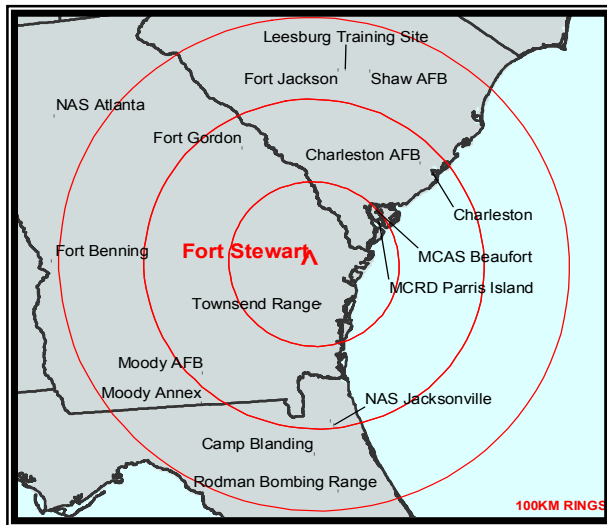 Leesburg Training Site
Fort Jackson
Shaw AFB
NAS Atlanta
Fort Gordon
Charleston AFB
Charleston
Fort Benning
Fort Stewart
MCAS Beaufort
MCRD Parris Island
Townsend Range
Moody AFB
Moody Annex
NAS Jacksonville
Camp Blanding
Rodman Bombing Range
100KM RINGS